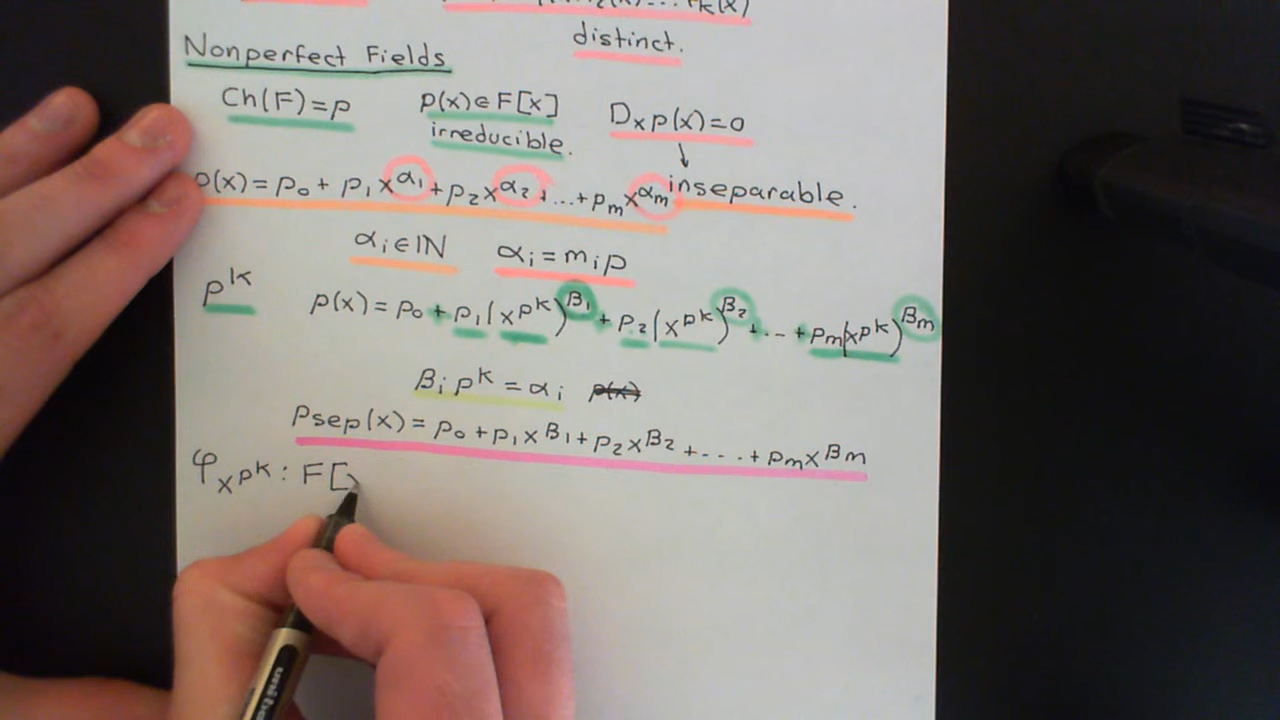 distinct.
Nonperfect Fields
Ch(F)=p p(x)∈F[x] irreducible. Dₓp(x)=0
↓
p(x)=p₀+p₁x^α₁+p₂x^α₂+...+pₘx^αₘ inseparable.
αᵢ∈ℕ αᵢ=mᵢp
p^k p(x)=p₀+p₁(x^p^k)^β₁+p₂(x^p^k)^β₂+...+pₘ(x^p^k)^βₘ
βᵢp^k=αᵢ
Psep(x)=p₀+p₁x^β₁+p₂x^β₂+...+pₘx^βₘ
φ_x^p^k: F[